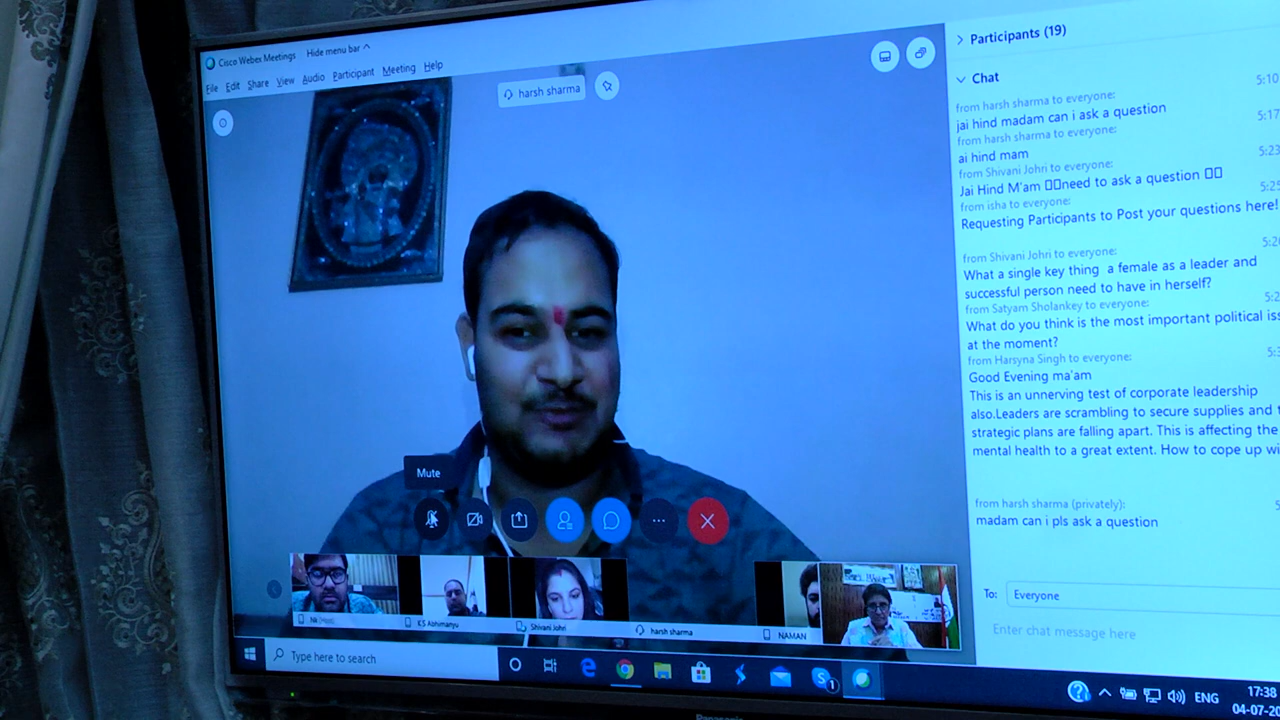 Cisco Webex Meetings Hide menu bar
File Edit Share View Audio Participant Meeting Help
harsh sharma
Mute
Nk
K.S Abhimanyu
Shivani Johri
harsh sharma
NAMAN
Participants (19)
Chat
from harsh sharma to everyone: 5:10
jai hind madam can i ask a question
from harsh sharma to everyone: 5:17
ai hind mam
from Shivani Johri to everyone: 5:23
Jai Hind M'am need to ask a question
from isha to everyone:
Requesting Participants to Post your questions here!
from Shivani Johri to everyone:
What a single key thing a female as a leader and
successful person need to have in herself?
from Satyam Sholankey to everyone:
What do you think is the most important political iss
at the moment?
from Harsyna Singh to everyone:
Good Evening ma'am
This is an unnerving test of corporate leadership
also.Leaders are scrambling to secure supplies and t
strategic plans are falling apart. This is affecting the
mental health to a great extent. How to cope up wi
from harsh sharma (privately):
madam can i pls ask a question
To: Everyone
Enter chat message here
Type here to search
1
ENG
17:38
04-07-20
Panasonic